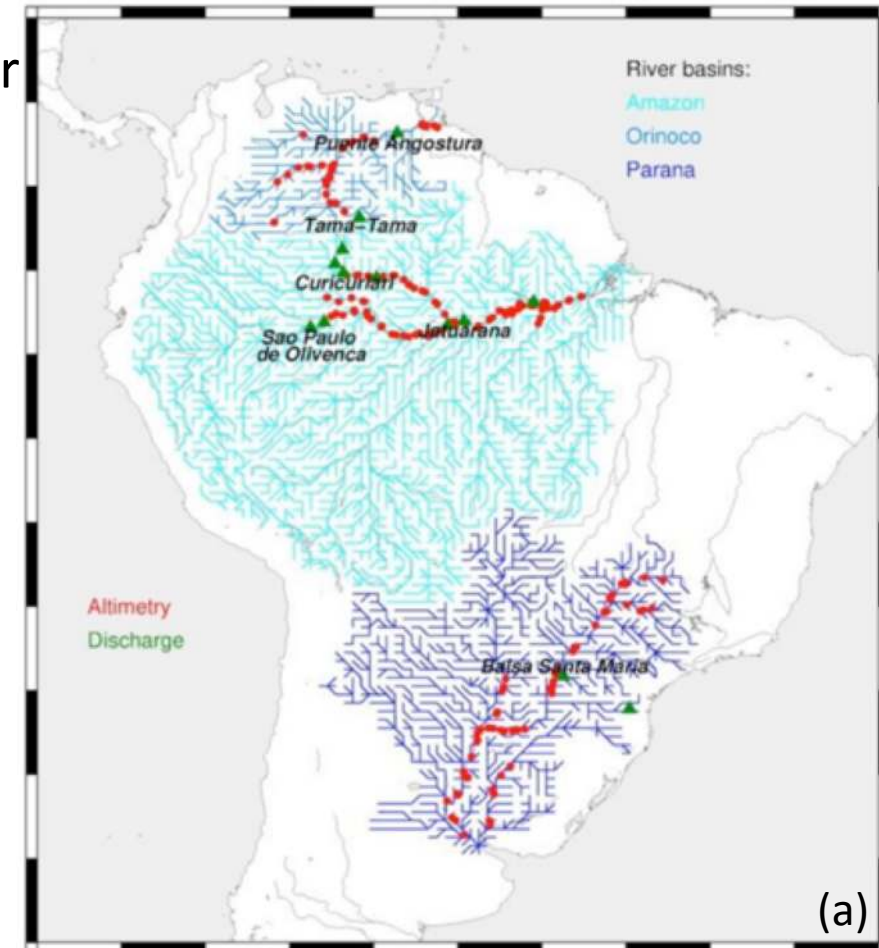 r
River basins:
Amazon
Orinoco
Parana
Puente Angostura
Tama-Tama
Curicuriari
Jatuarana
Sao Paulo
de Olivenca
Altimetry
Discharge
Balsa Santa Maria
(a)